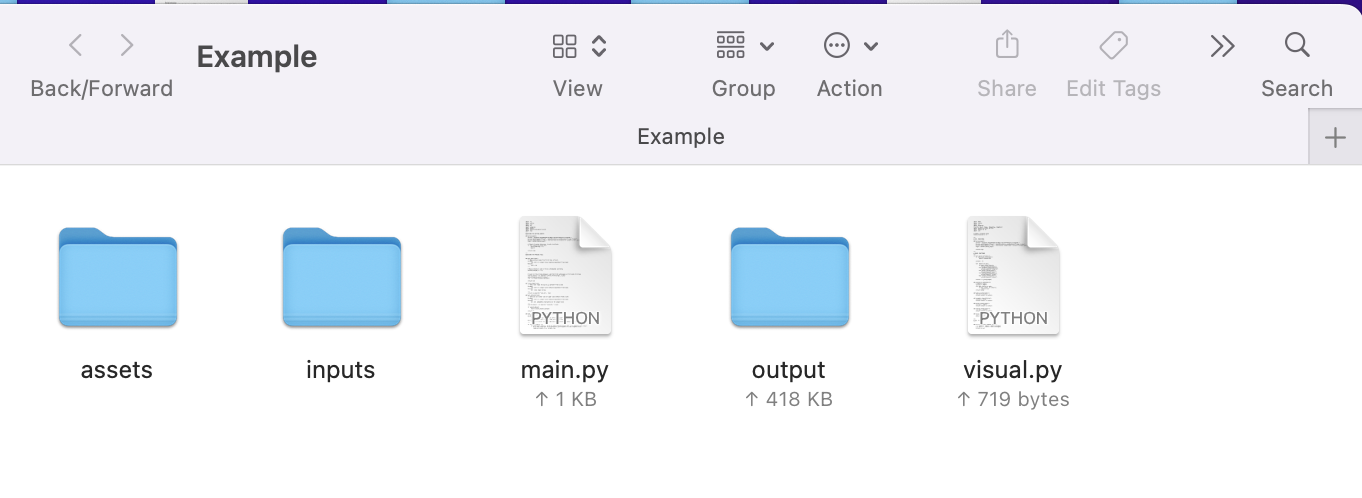 Example
Back/Forward
View
Group
Action
Share
Edit Tags
Search
Example
PYTHON
PYTHON
assets
inputs
main.py
output
visual.py
↑ 1 KB
↑ 418 KB
↑ 719 bytes